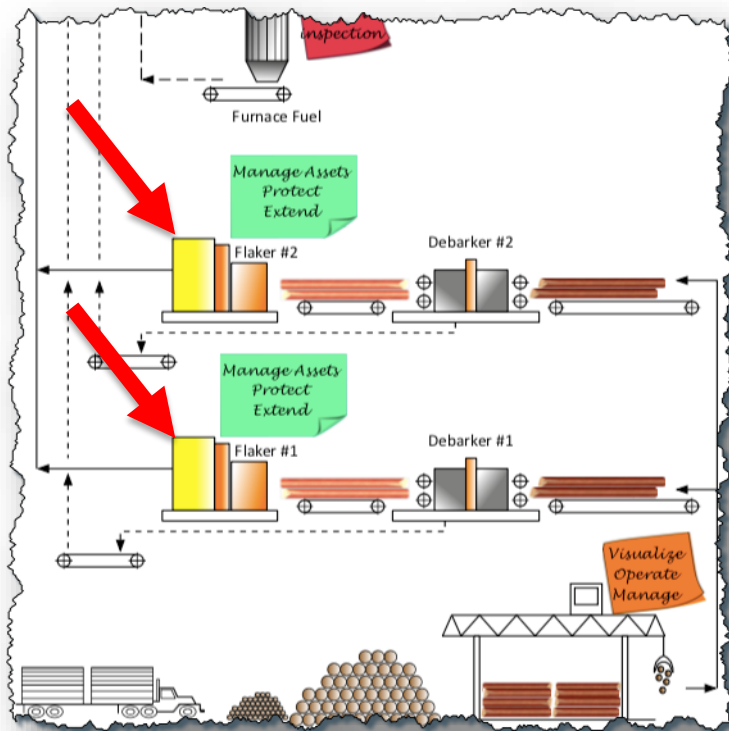 inspection
Furnace Fuel
Manage Assets
Protect
Extend
Flaker #2
Debarker #2
Manage Assets
Protect
Extend
Flaker #1
Debarker #1
Visualize
Operate
Manage